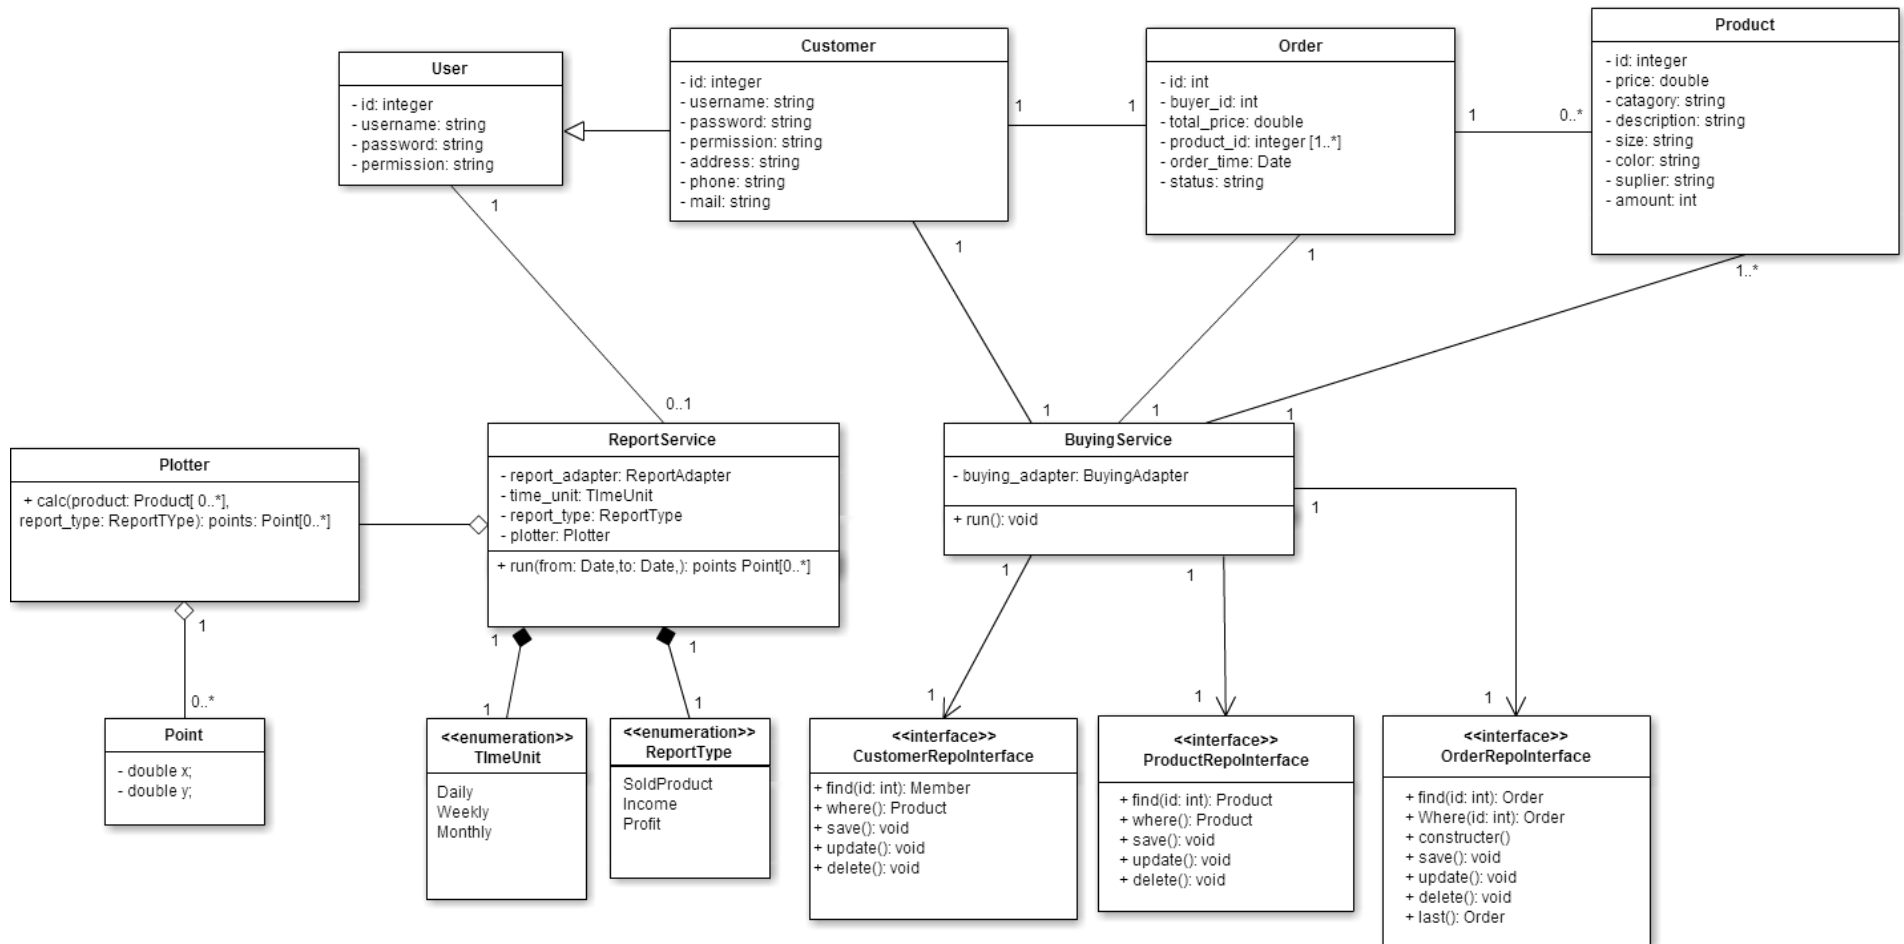 User
- id: integer
- username: string
- password: string
- permission: string
1
Customer
- id: integer
- username: string
- password: string
- permission: string
- address: string
- phone: string
- mail: string
1
1
1
Order
- id: int
- buyer_id: int
- total_price: double
- product_id: integer [1..*]
- order_time: Date
- status: string
1
0..*
1
Product
- id: integer
- price: double
- catagory: string
- description: string
- size: string
- color: string
- suplier: string
- amount: int
1..*
0..1
1
1
1
Plotter
+ calc(product: Product[ 0..*],
report_type: ReportTYpe): points: Point[0..*]
1
0..*
ReportService
- report_adapter: ReportAdapter
- time_unit: TImeUnit
- report_type: ReportType
- plotter: Plotter
+ run(from: Date,to: Date,): points Point[0..*]
1
1
1
1
BuyingService
- buying_adapter: BuyingAdapter
+ run(): void
1
1
1
1
1
1
Point
- double x;
- double y;
<<enumeration>>
TImeUnit
Daily
Weekly
Monthly
<<enumeration>>
ReportType
SoldProduct
Income
Profit
<<interface>>
CustomerRepoInterface
+ find(id: int): Member
+ where(): Product
+ save(): void
+ update(): void
+ delete(): void
<<interface>>
ProductRepoInterface
+ find(id: int): Product
+ where(): Product
+ save(): void
+ update(): void
+ delete(): void
<<interface>>
OrderRepoInterface
+ find(id: int): Order
+ Where(id: int): Order
+ constructer()
+ save(): void
+ update(): void
+ delete(): void
+ last(): Order